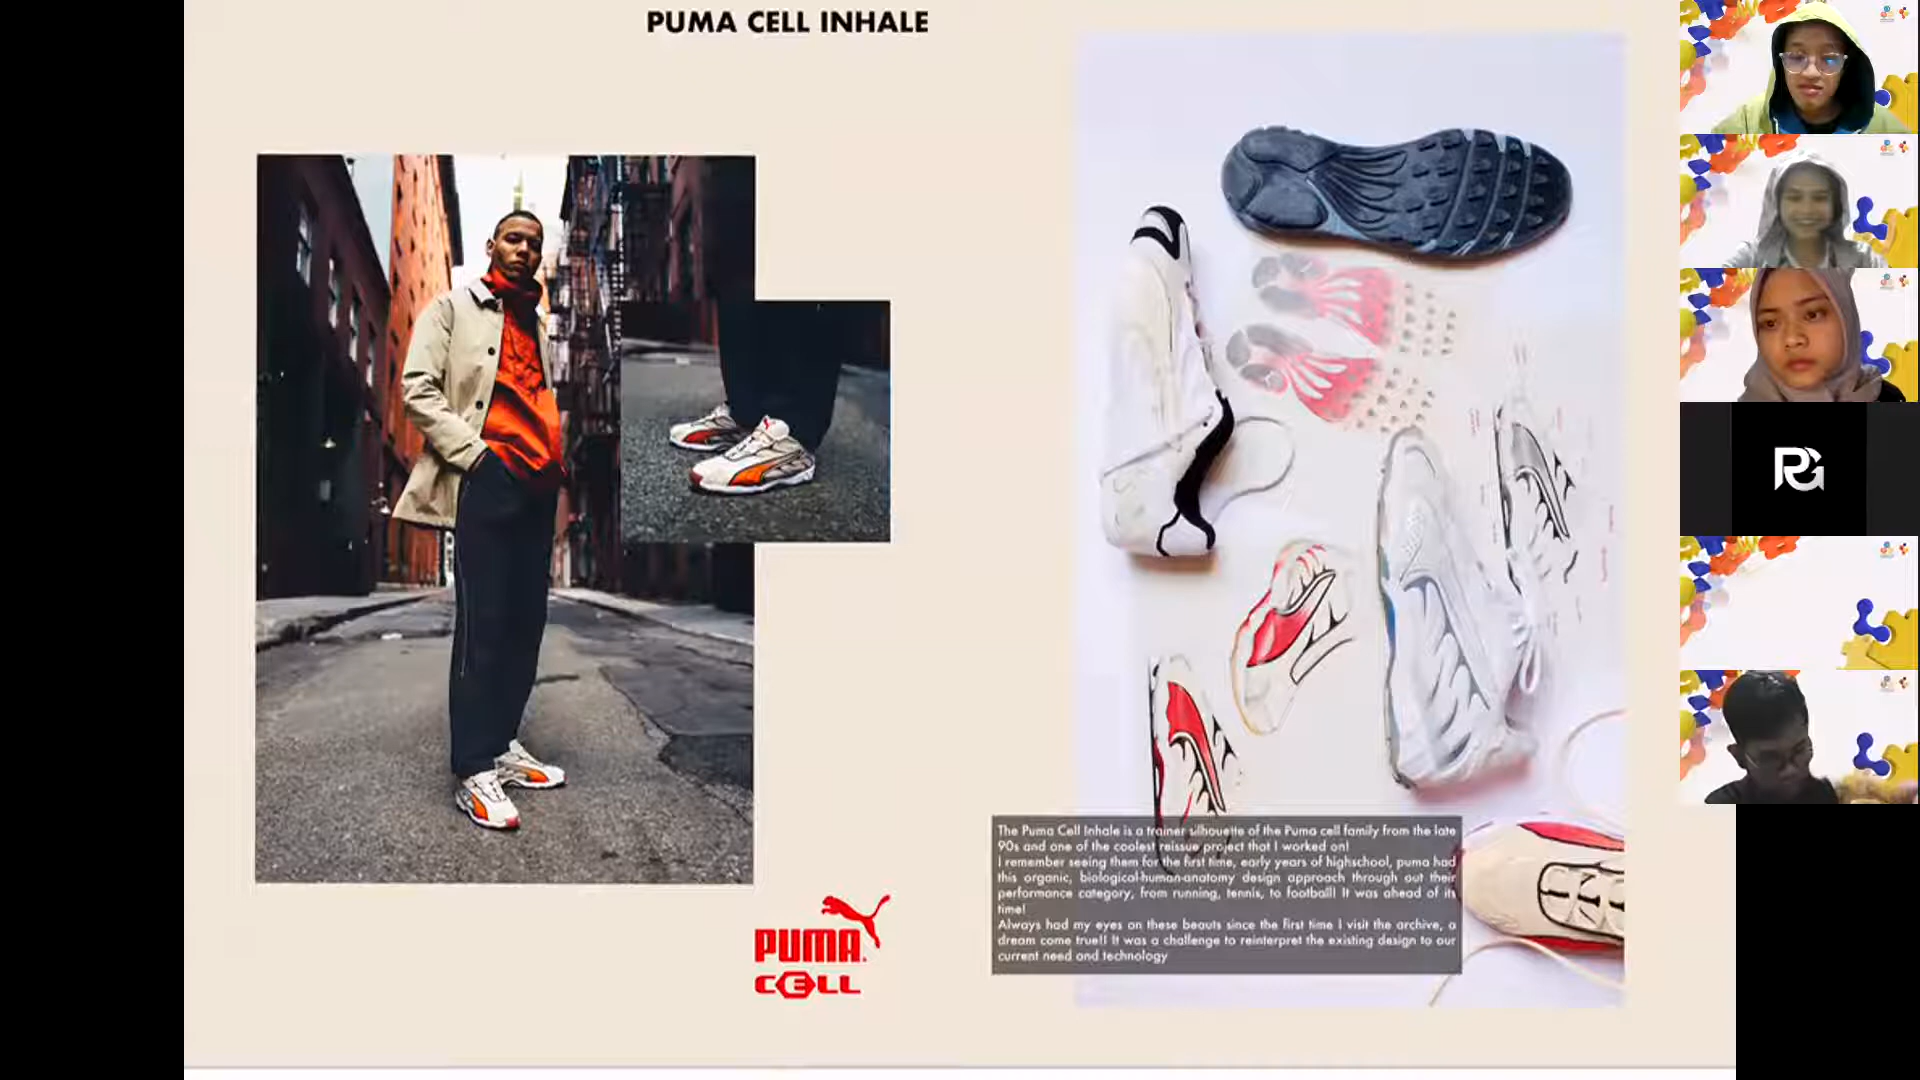 PUMA CELL INHALE
PUMA
CELL
The Puma Cell Inhale is a trainer silhouette of the Puma cell family from the late
90s and one of the coolest reissue project that I worked on!
I remember seeing them for the first time, early years of highschool, puma had
this organic, biological-human-anatomy design approach through out their
performance category, from running, tennis, to football! It was ahead of its
time!
Always had my eyes on these beauts since the first time I visit the archive, a
dream come true!! It was a challenge to reinterpret the existing design to our
current need and technology
RG